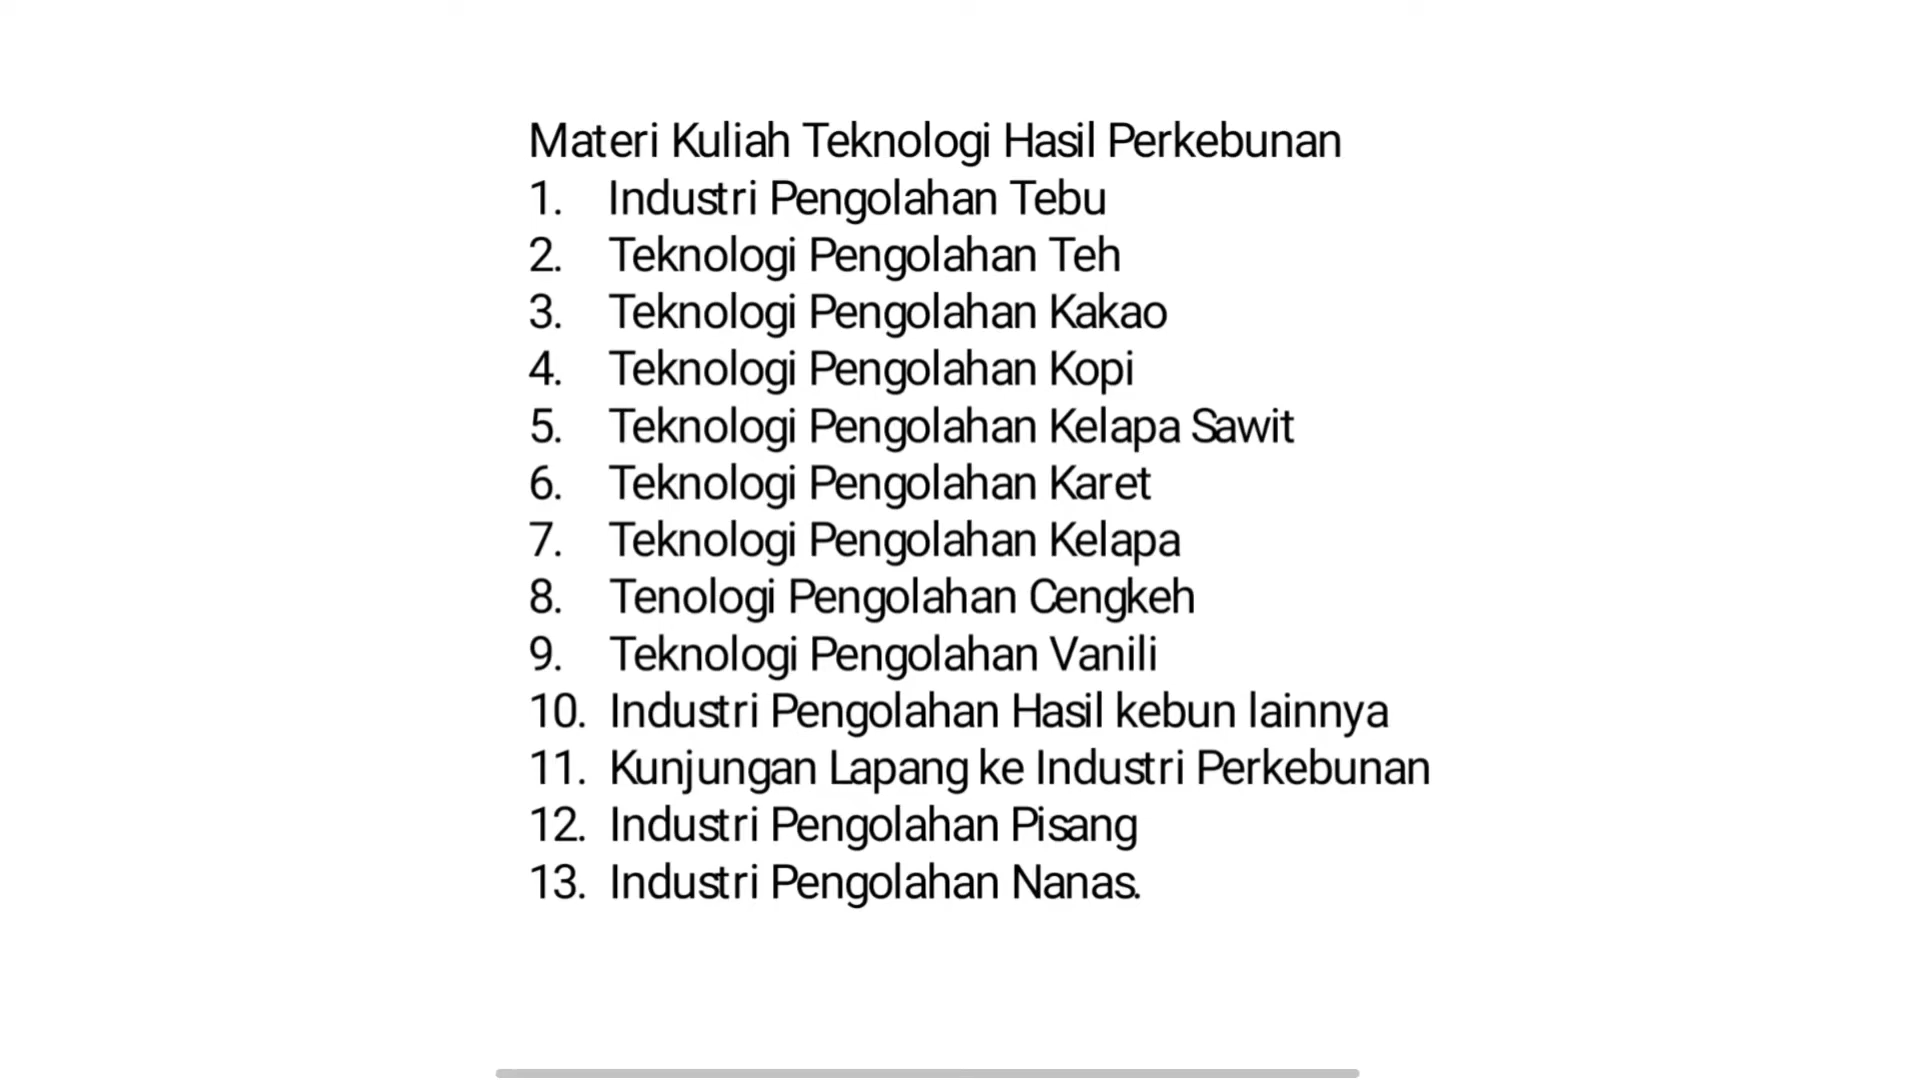 Materi Kuliah Teknologi Hasil Perkebunan
1. Industri Pengolahan Tebu
2. Teknologi Pengolahan Teh
3. Teknologi Pengolahan Kakao
4. Teknologi Pengolahan Kopi
5. Teknologi Pengolahan Kelapa Sawit
6. Teknologi Pengolahan Karet
7. Teknologi Pengolahan Kelapa
8. Tenologi Pengolahan Cengkeh
9. Teknologi Pengolahan Vanili
10. Industri Pengolahan Hasil kebun lainnya
11. Kunjungan Lapang ke Industri Perkebunan
12. Industri Pengolahan Pisang
13. Industri Pengolahan Nanas.